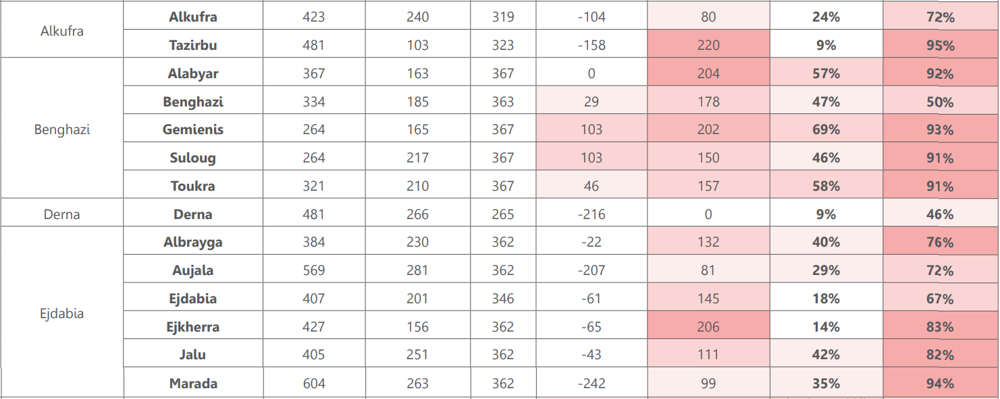 Alkufra Alkufra 423 240 319 -104 80 24% 72%
Tazirbu 481 103 323 -158 220 9% 95%
Benghazi Alabyar 367 163 367 0 204 57% 92%
Benghazi 334 185 363 29 178 47% 50%
Gemienis 264 165 367 103 202 69% 93%
Suloug 264 217 367 103 150 46% 91%
Toukra 321 210 367 46 157 58% 91%
Derna Derna 481 266 265 -216 0 9% 46%
Ejdabia Albrayga 384 230 362 -22 132 40% 76%
Aujala 569 281 362 -207 81 29% 72%
Ejdabia 407 201 346 -61 145 18% 67%
Ejkherra 427 156 362 -65 206 14% 83%
Jalu 405 251 362 -43 111 42% 82%
Marada 604 263 362 -242 99 35% 94%